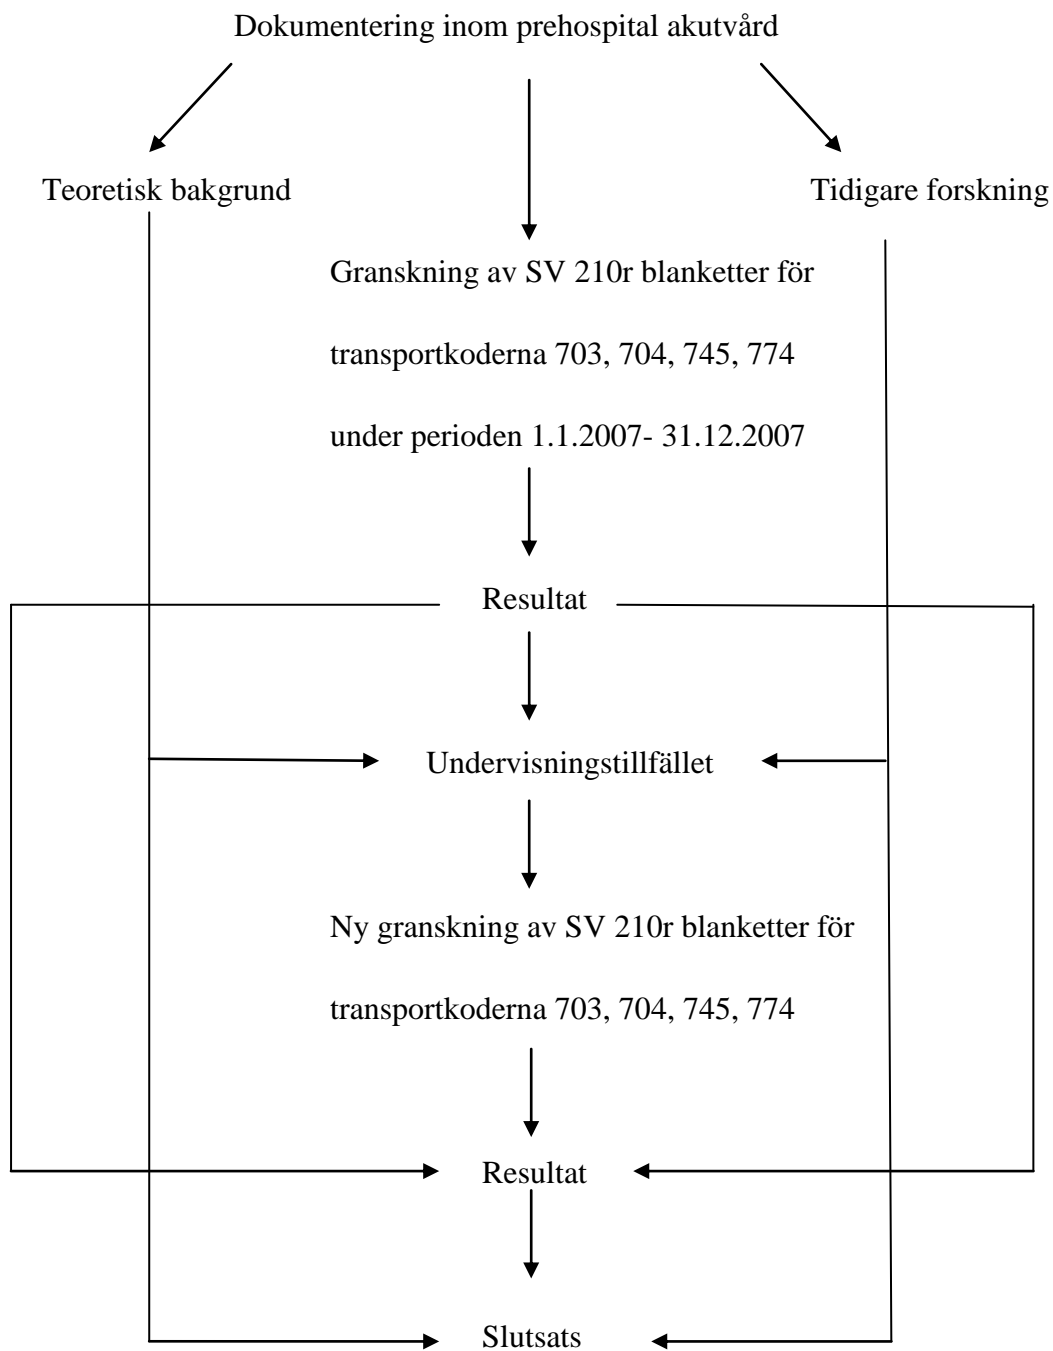 Dokumentering inom prehospital akutvård
Teoretisk bakgrund
Tidigare forskning
Granskning av SV 210r blanketter för
transportkoderna 703, 704, 745, 774
under perioden 1.1.2007- 31.12.2007
Resultat
Undervisningstillfället
Ny granskning av SV 210r blanketter för
transportkoderna 703, 704, 745, 774
Resultat
Slutsats